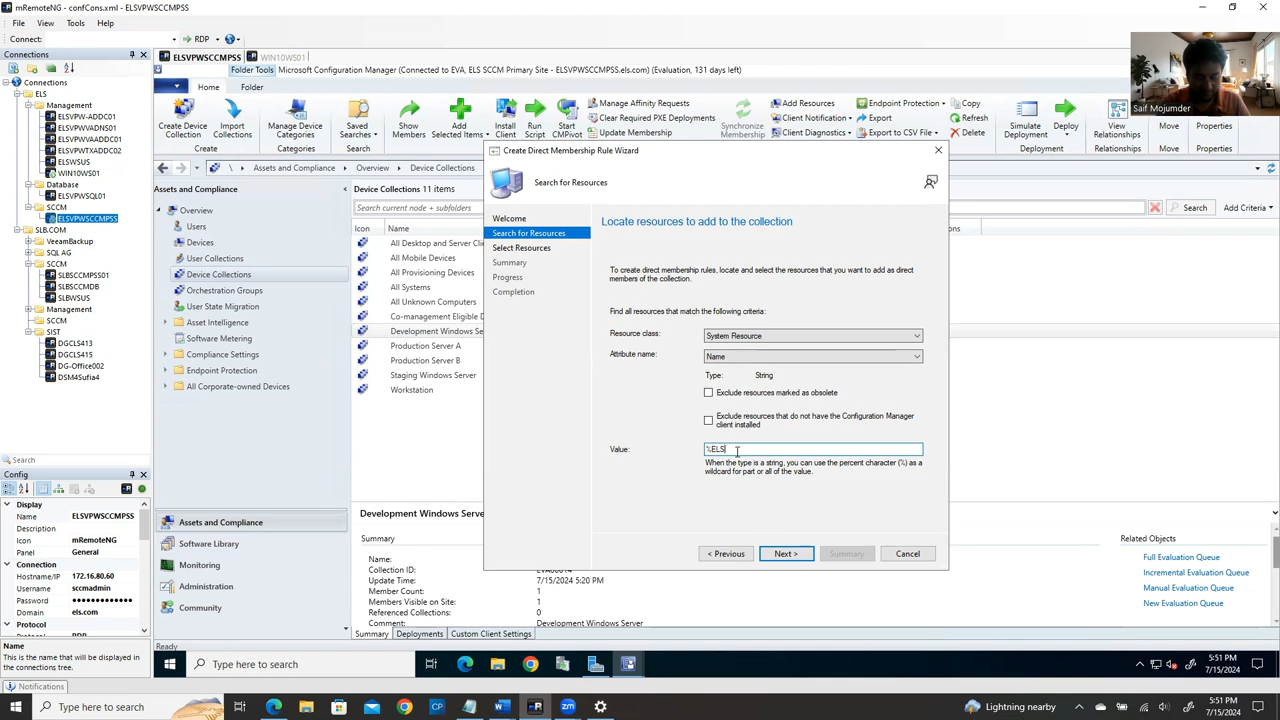 mRemoteNG - confCons.xml - ELSVPWSCCMPSS
File View Tools Help
Connect: RDP
Connections
Connections
ELS
Management
ELSVPW-ADDC01
ELSVPWVADNS01
ELSVPWVAADDC01
ELSVPWTXADDC02
ELSWSUS
WIN10WS01
Database
ELSVPWSQL01
SCCM
ELSVPWSCCMPSS
SLB.COM
VeeamBackup
SQL AG
SCCM
SLBSCCMPSS01
SLBSCCMDB
SLBWSUS
Management
SCCM
SIST
DGCLS413
DGCLS415
DG-Office002
DSM4Sufia4
Search
Config
Display
Name ELSVPWSCCMPSS
Description
Icon mRemoteNG
Panel General
Connection
Hostname/IP 172.16.80.60
Username sccmadmin
Password ●●●●●●●●●●●●●
Domain els.com
Protocol
Name
This is the name that will be displayed in the connections tree.
Notifications
ELSVPWSCCMPSS WIN10WS01
Folder Tools Microsoft Configuration Manager (Connected to EVA, ELS SCCM Primary Site - ELSVPWSCCMPSS.els.com) (Evaluation, 131 days left)
Home Folder
Create Device Collection
Import Collections
Create
Manage Device Categories
Categories
Saved Searches
Search
Show Members
Add Selected Items
Install Client
Run Script
Start CMPivot
Manage Affinity Requests
Clear Required PXE Deployments
Update Membership
Synchronize Membership
Add Resources
Client Notification
Client Diagnostics
Endpoint Protection
Export
Export to CSV File
Copy
Refresh
Delete
Simulate Deployment
Deploy
Deployment
View Relationships
Relationships
Move
Move
Properties
Properties
Saif Mojumder
\ Assets and Compliance Overview Device Collections
Assets and Compliance
Overview
Users
Devices
User Collections
Device Collections
Orchestration Groups
User State Migration
Asset Intelligence
Software Metering
Compliance Settings
Endpoint Protection
All Corporate-owned Devices
Assets and Compliance
Software Library
Monitoring
Administration
Community
Device Collections 11 items
Search current node + subfolders
Search Add Criteria
Icon Name
All Desktop and Server Cli
All Mobile Devices
All Provisioning Devices
All Systems
All Unknown Computers
Co-management Eligible D
Development Windows Se
Production Server A
Production Server B
Staging Windows Server
Workstation
Development Windows Serve
Summary
Name:
Collection ID:
Update Time: 7/15/2024 5:20 PM
Member Count: 1
Members Visible on Site: 1
Referenced Collections: 0
Comment: Development Windows Server
Related Objects
Full Evaluation Queue
Incremental Evaluation Queue
Manual Evaluation Queue
New Evaluation Queue
Summary Deployments Custom Client Settings
Ready
Create Direct Membership Rule Wizard
Search for Resources
Welcome
Search for Resources
Select Resources
Summary
Progress
Completion
Locate resources to add to the collection
To create direct membership rules, locate and select the resources that you want to add as direct
members of the collection.
Find all resources that match the following criteria:
Resource class: System Resource
Attribute name: Name
Type: String
Exclude resources marked as obsolete
Exclude resources that do not have the Configuration Manager
client installed
Value: %ELS
When the type is a string, you can use the percent character (%) as a
wildcard for part or all of the value.
< Previous Next > Summary Cancel
Type here to search
5:51 PM
7/15/2024
Type here to search
Lightning nearby
5:51 PM
7/15/2024